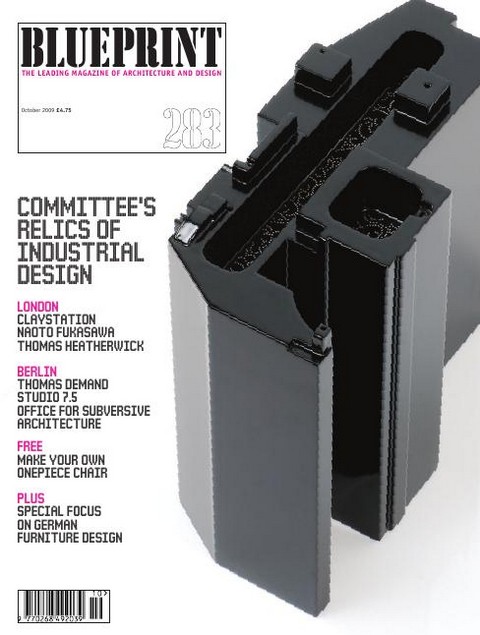 BLUEPRINT
THE LEADING MAGAZINE OF ARCHITECTURE AND DESIGN
October 2009 £4.75
283
COMMITTEE'S
RELICS OF
INDUSTRIAL
DESIGN
LONDON
CLAYSTATION
NAOTO FUKASAWA
THOMAS HEATHERWICK
BERLIN
THOMAS DEMAND
STUDIO 7.5
OFFICE FOR SUBVERSIVE
ARCHITECTURE
FREE
MAKE YOUR OWN
ONEPIECE CHAIR
PLUS
SPECIAL FOCUS
ON GERMAN
FURNITURE DESIGN
10>
9 770268 492039